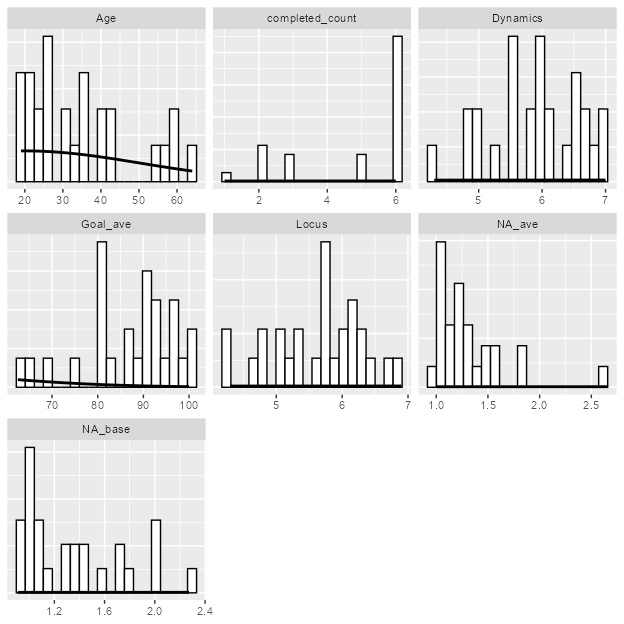 Age
completed_count
Dynamics
20 30 40 50 60
2 4 6
5 6 7
Goal_ave
Locus
NA_ave
70 80 90 100
5 6 7
1.0 1.5 2.0 2.5
NA_base
1.2 1.6 2.0 2.4